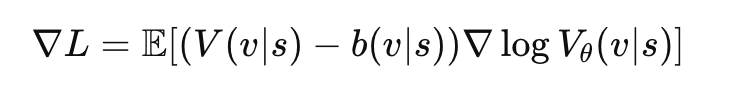 ∇L = 𝔼[(V(v|s) − b(v|s))∇ log V_θ(v|s)]